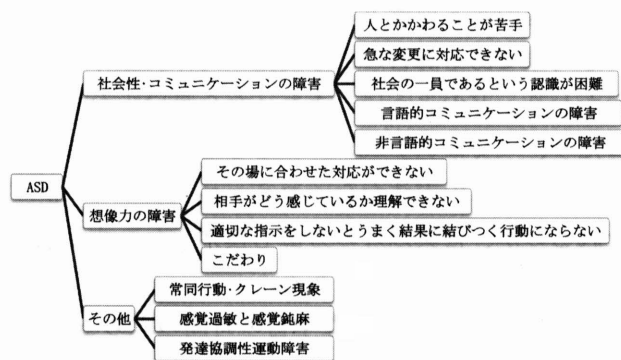 人とかかわることが苦手
急な変更に対応できない
社会性･コミュニケーションの障害
社会の一員であるという認識が困難
言語的コミュニケーションの障害
非言語的コミュニケーションの障害
ASD
その場に合わせた対応ができない
相手がどう感じているか理解できない
想像力の障害
適切な指示をしないとうまく結果に結びつく行動にならない
こだわり
常同行動･クレーン現象
その他
感覚過敏と感覚鈍麻
発達協調性運動障害